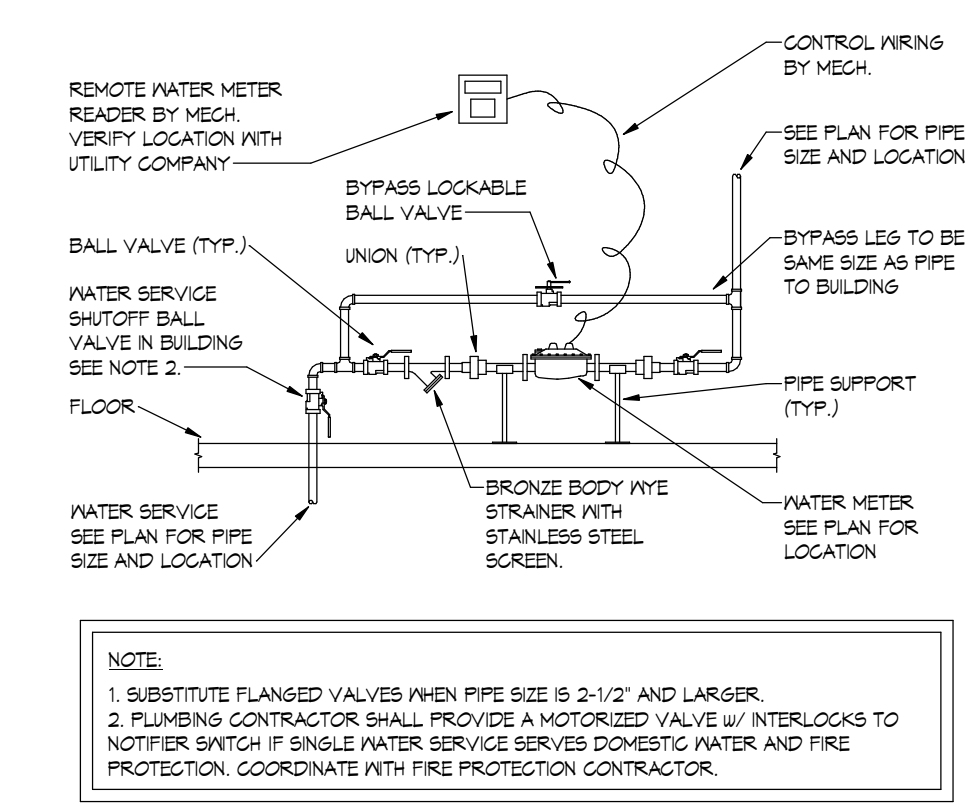 CONTROL WIRING
BY MECH.
REMOTE WATER METER
READER BY MECH.
VERIFY LOCATION WITH
UTILITY COMPANY
SEE PLAN FOR PIPE
SIZE AND LOCATION
BYPASS LOCKABLE
BALL VALVE
BALL VALVE (TYP.)
UNION (TYP.)
BYPASS LEG TO BE
SAME SIZE AS PIPE
TO BUILDING
WATER SERVICE
SHUTOFF BALL
VALVE IN BUILDING
SEE NOTE 2.
FLOOR
PIPE SUPPORT
(TYP.)
WATER SERVICE
SEE PLAN FOR PIPE
SIZE AND LOCATION
BRONZE BODY WYE
STRAINER WITH
STAINLESS STEEL
SCREEN.
WATER METER
SEE PLAN FOR
LOCATION
NOTE:
1. SUBSTITUTE FLANGED VALVES WHEN PIPE SIZE IS 2-1/2" AND LARGER.
2. PLUMBING CONTRACTOR SHALL PROVIDE A MOTORIZED VALVE W/ INTERLOCKS TO
NOTIFIER SWITCH IF SINGLE WATER SERVICE SERVES DOMESTIC WATER AND FIRE
PROTECTION. COORDINATE WITH FIRE PROTECTION CONTRACTOR.